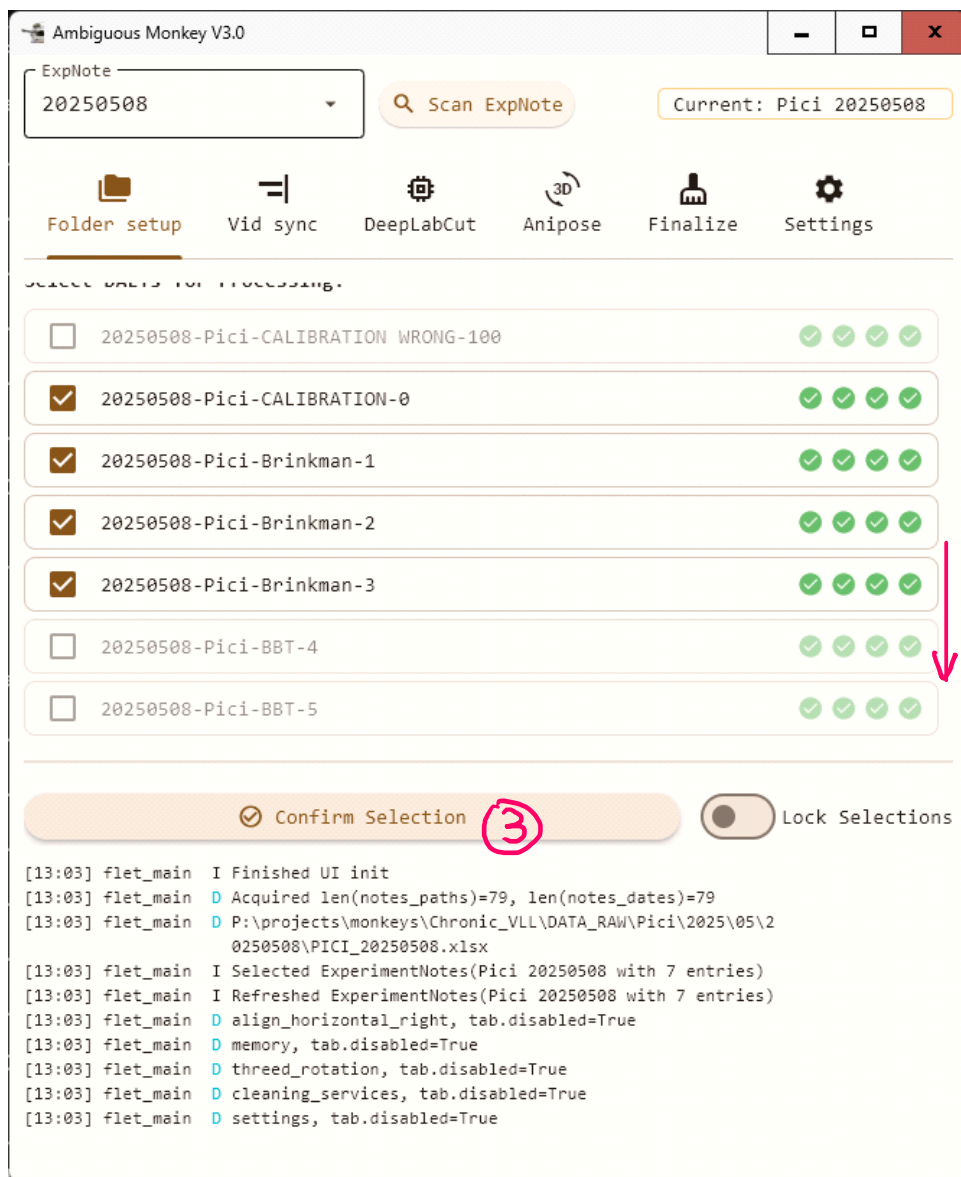 Ambiguous Monkey V3.0
ExpNote
20250508
Scan ExpNote
Current: Pici 20250508
Folder setup
Vid sync
3D
DeepLabCut
Anipose
Finalize
Settings
for Processing:
20250508-Pici-CALIBRATION WRONG-100
20250508-Pici-CALIBRATION-0
20250508-Pici-Brinkman-1
20250508-Pici-Brinkman-2
20250508-Pici-Brinkman-3
20250508-Pici-BBT-4
20250508-Pici-BBT-5
Confirm Selection
3
Lock Selections
[13:03] flet_main I Finished UI init
[13:03] flet_main D Acquired len(notes_paths)=79, len(notes_dates)=79
[13:03] flet_main D P:\projects\monkeys\Chronic_VLL\DATA_RAW\Pici\2025\05\2
0250508\PICI_20250508.xlsx
[13:03] flet_main I Selected ExperimentNotes(Pici 20250508 with 7 entries)
[13:03] flet_main I Refreshed ExperimentNotes(Pici 20250508 with 7 entries)
[13:03] flet_main D align_horizontal_right, tab.disabled=True
[13:03] flet_main D memory, tab.disabled=True
[13:03] flet_main D threed_rotation, tab.disabled=True
[13:03] flet_main D cleaning_services, tab.disabled=True
[13:03] flet_main D settings, tab.disabled=True